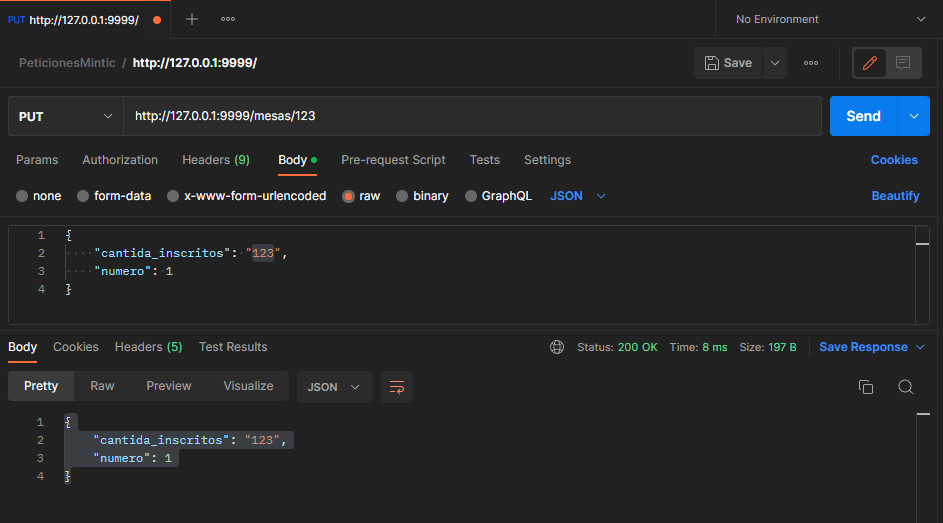 PUT http://127.0.0.1:9999/
No Environment
PeticionesMintic / http://127.0.0.1:9999/
Save
PUT http://127.0.0.1:9999/mesas/123 Send
Params Authorization Headers (9) Body Pre-request Script Tests Settings Cookies
none form-data x-www-form-urlencoded raw binary GraphQL JSON Beautify
1 {
2 "cantida_inscritos": "123",
3 "numero": 1
4 }
Body Cookies Headers (5) Test Results Status: 200 OK Time: 8 ms Size: 197 B Save Response
Pretty Raw Preview Visualize JSON
1 {
2 "cantida_inscritos": "123",
3 "numero": 1
4 }